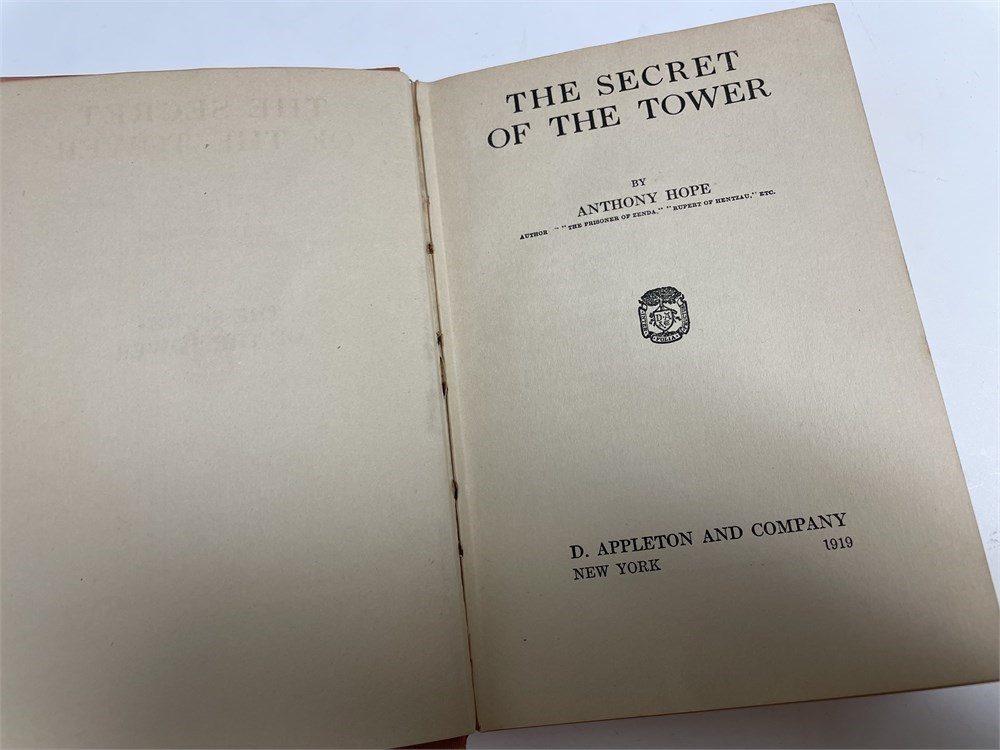 THE SECRET
OF THE TOWER
BY
ANTHONY HOPE
AUTHOR "THE PRISONER OF ZENDA," "RUPERT OF HENTZAU," ETC.
D. A
FOLIA
D. APPLETON AND COMPANY
NEW YORK 1919